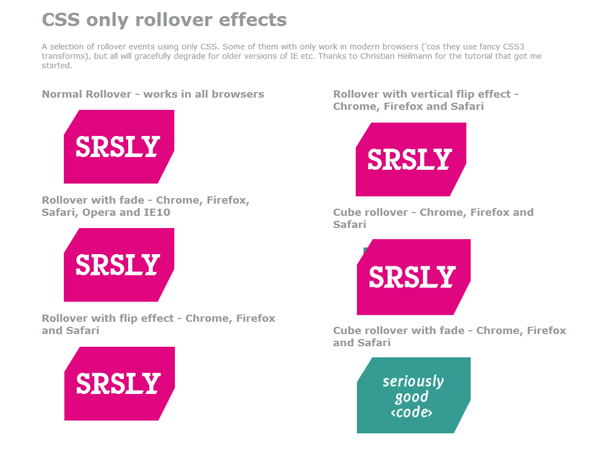 CSS only rollover effects
A selection of rollover events using only CSS. Some of them with only work in modern browsers ('cos they use fancy CSS3
transforms), but all will gracefully degrade for older versions of IE etc. Thanks to Christian Heilmann for the tutorial that got me
started.
Normal Rollover - works in all browsers
SRSLY
Rollover with fade - Chrome, Firefox,
Safari, Opera and IE10
SRSLY
Rollover with flip effect - Chrome, Firefox
and Safari
SRSLY
Rollover with vertical flip effect -
Chrome, Firefox and Safari
SRSLY
Cube rollover - Chrome, Firefox and
Safari
SRSLY
Cube rollover with fade - Chrome, Firefox
and Safari
seriously
good
<code>